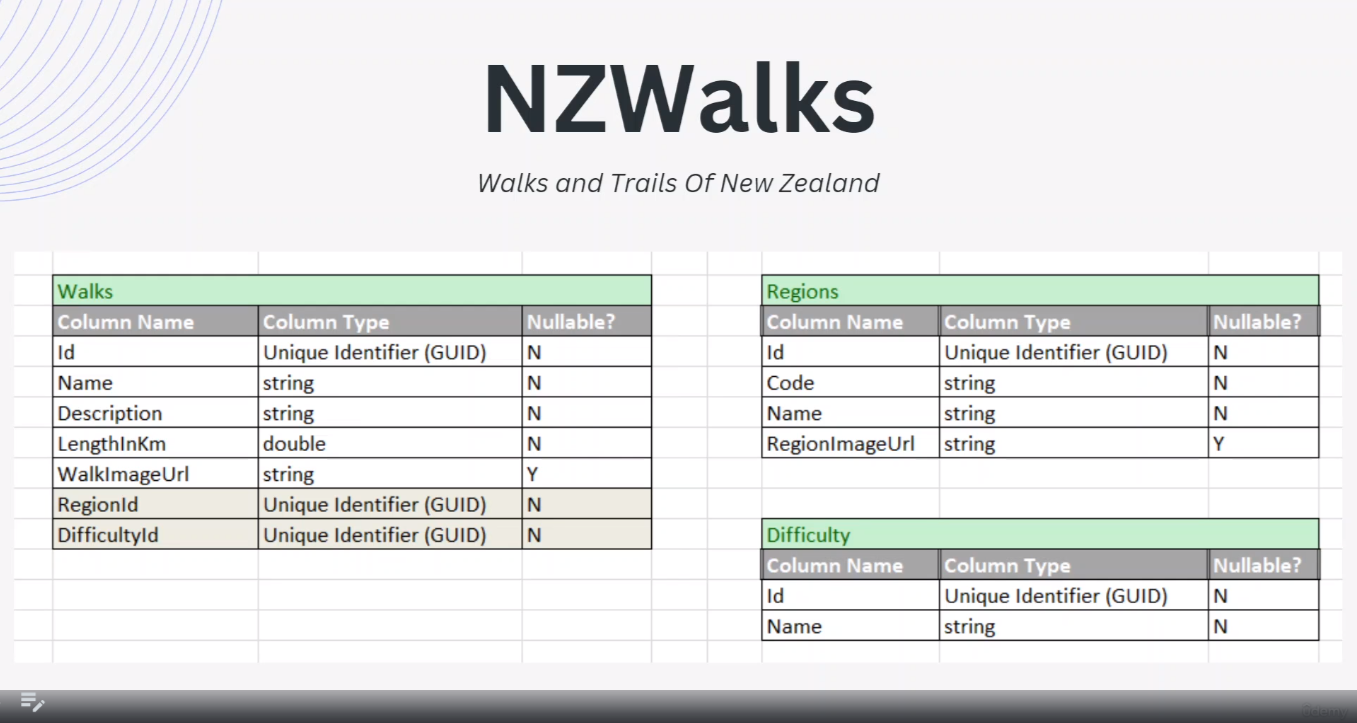 NZWalks
Walks and Trails Of New Zealand
Walks
Column Name Column Type Nullable?
Id Unique Identifier (GUID) N
Name string N
Description string N
LengthInKm double N
WalkImageUrl string Y
RegionId Unique Identifier (GUID) N
DifficultyId Unique Identifier (GUID) N
Regions
Column Name Column Type Nullable?
Id Unique Identifier (GUID) N
Code string N
Name string N
RegionImageUrl string Y
Difficulty
Column Name Column Type Nullable?
Id Unique Identifier (GUID) N
Name string N